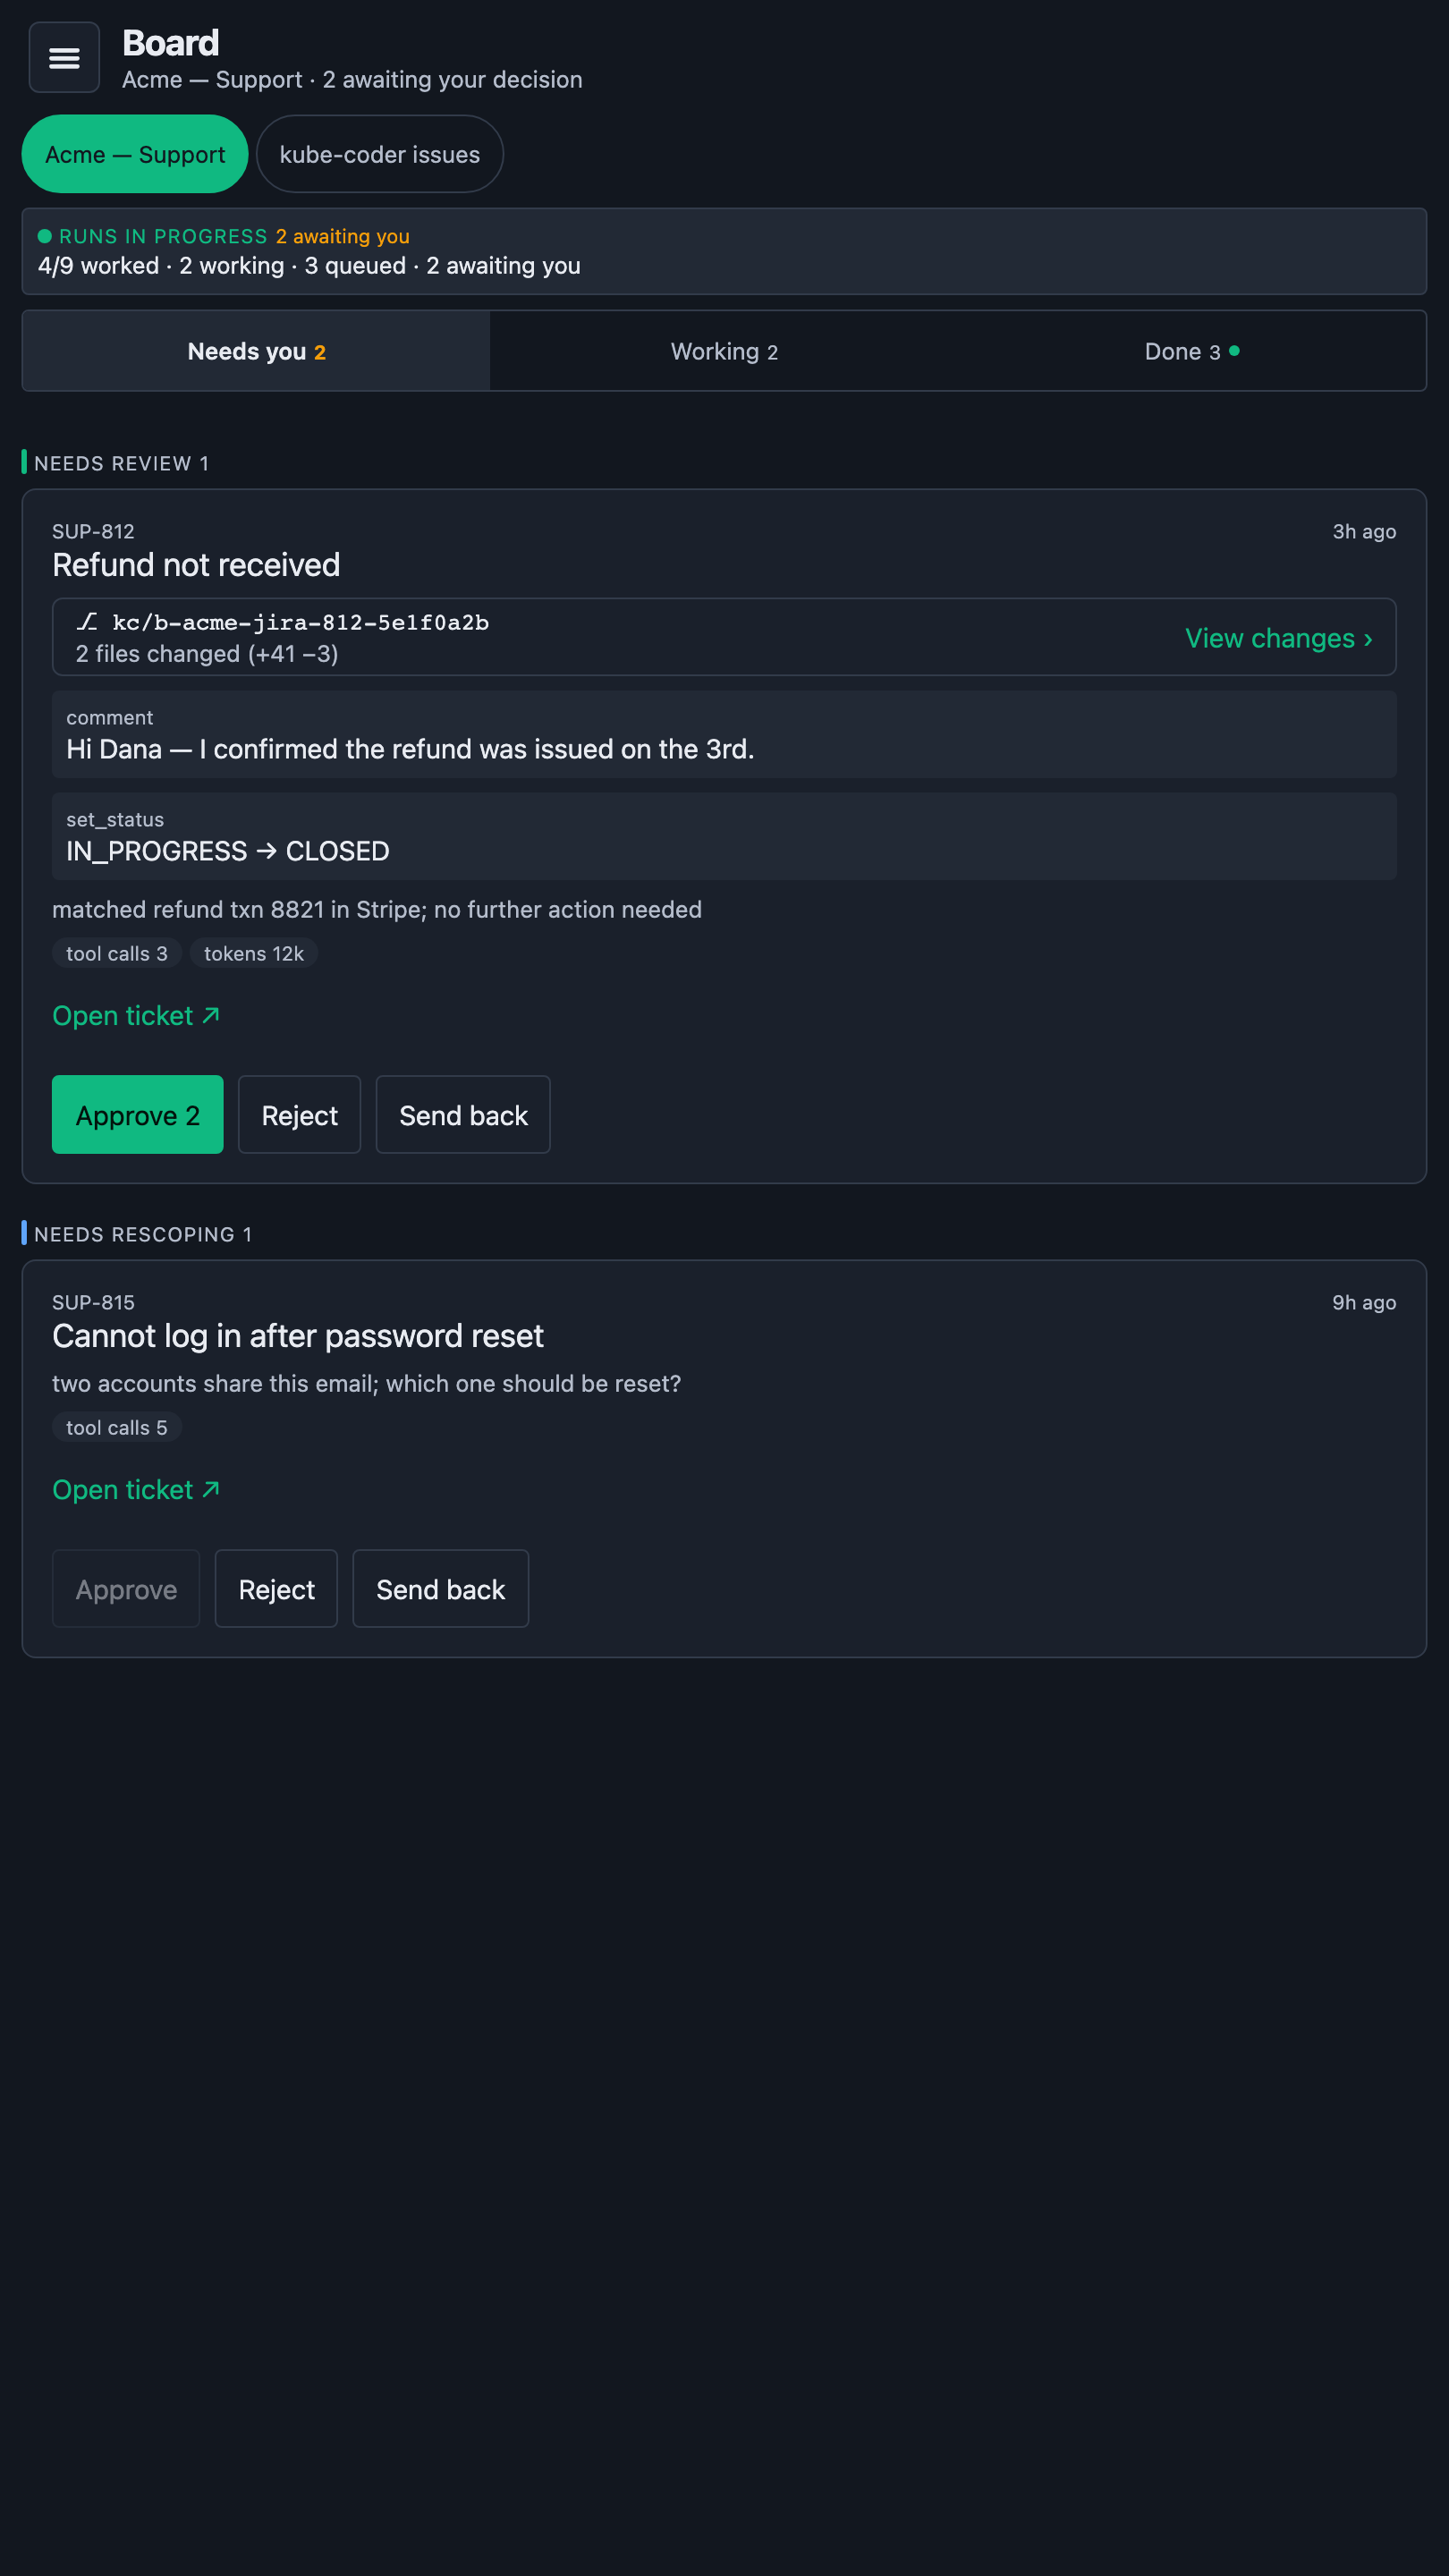 Board
Acme — Support · 2 awaiting your decision
Acme — Support
kube-coder issues
RUNS IN PROGRESS 2 awaiting you
4/9 worked · 2 working · 3 queued · 2 awaiting you
Needs you 2
Working 2
Done 3
NEEDS REVIEW 1
SUP-812
3h ago
Refund not received
kc/b-acme-jira-812-5e1f0a2b
2 files changed (+41 −3)
View changes ›
comment
Hi Dana — I confirmed the refund was issued on the 3rd.
set_status
IN_PROGRESS → CLOSED
matched refund txn 8821 in Stripe; no further action needed
tool calls 3
tokens 12k
Open ticket ↗
Approve 2
Reject
Send back
NEEDS RESCOPING 1
SUP-815
9h ago
Cannot log in after password reset
two accounts share this email; which one should be reset?
tool calls 5
Open ticket ↗
Approve
Reject
Send back